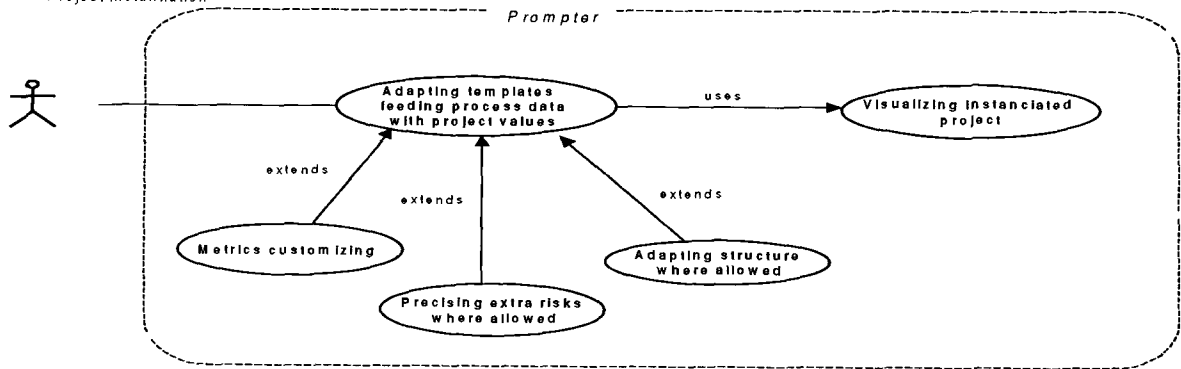 Prompter
Adapting templates
feeding process data
with project values
uses
Visualizing instanciated
project
extends
extends
extends
Metrics customizing
Adapting structure
where allowed
Precising extra risks
where allowed